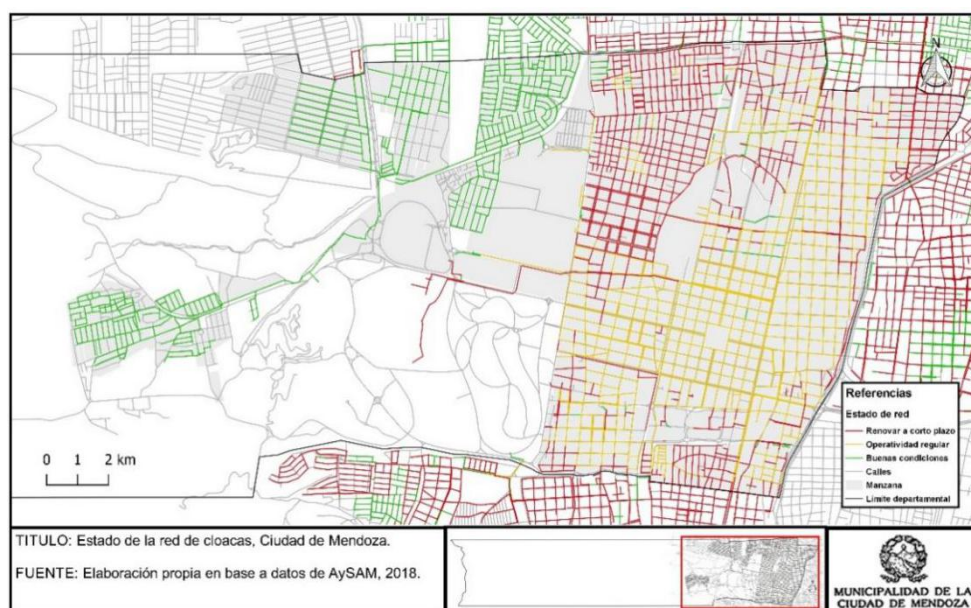 N
0 1 2 km
Referencias
Estado de red
Renovar a corto plazo
Operatividad regular
Buenas condiciones
Calles
Manzana
Límite departamental
TITULO: Estado de la red de cloacas, Ciudad de Mendoza.
FUENTE: Elaboración propia en base a datos de AySAM, 2018.
MUNICIPALIDAD DE LA
CIUDAD DE MENDOZA